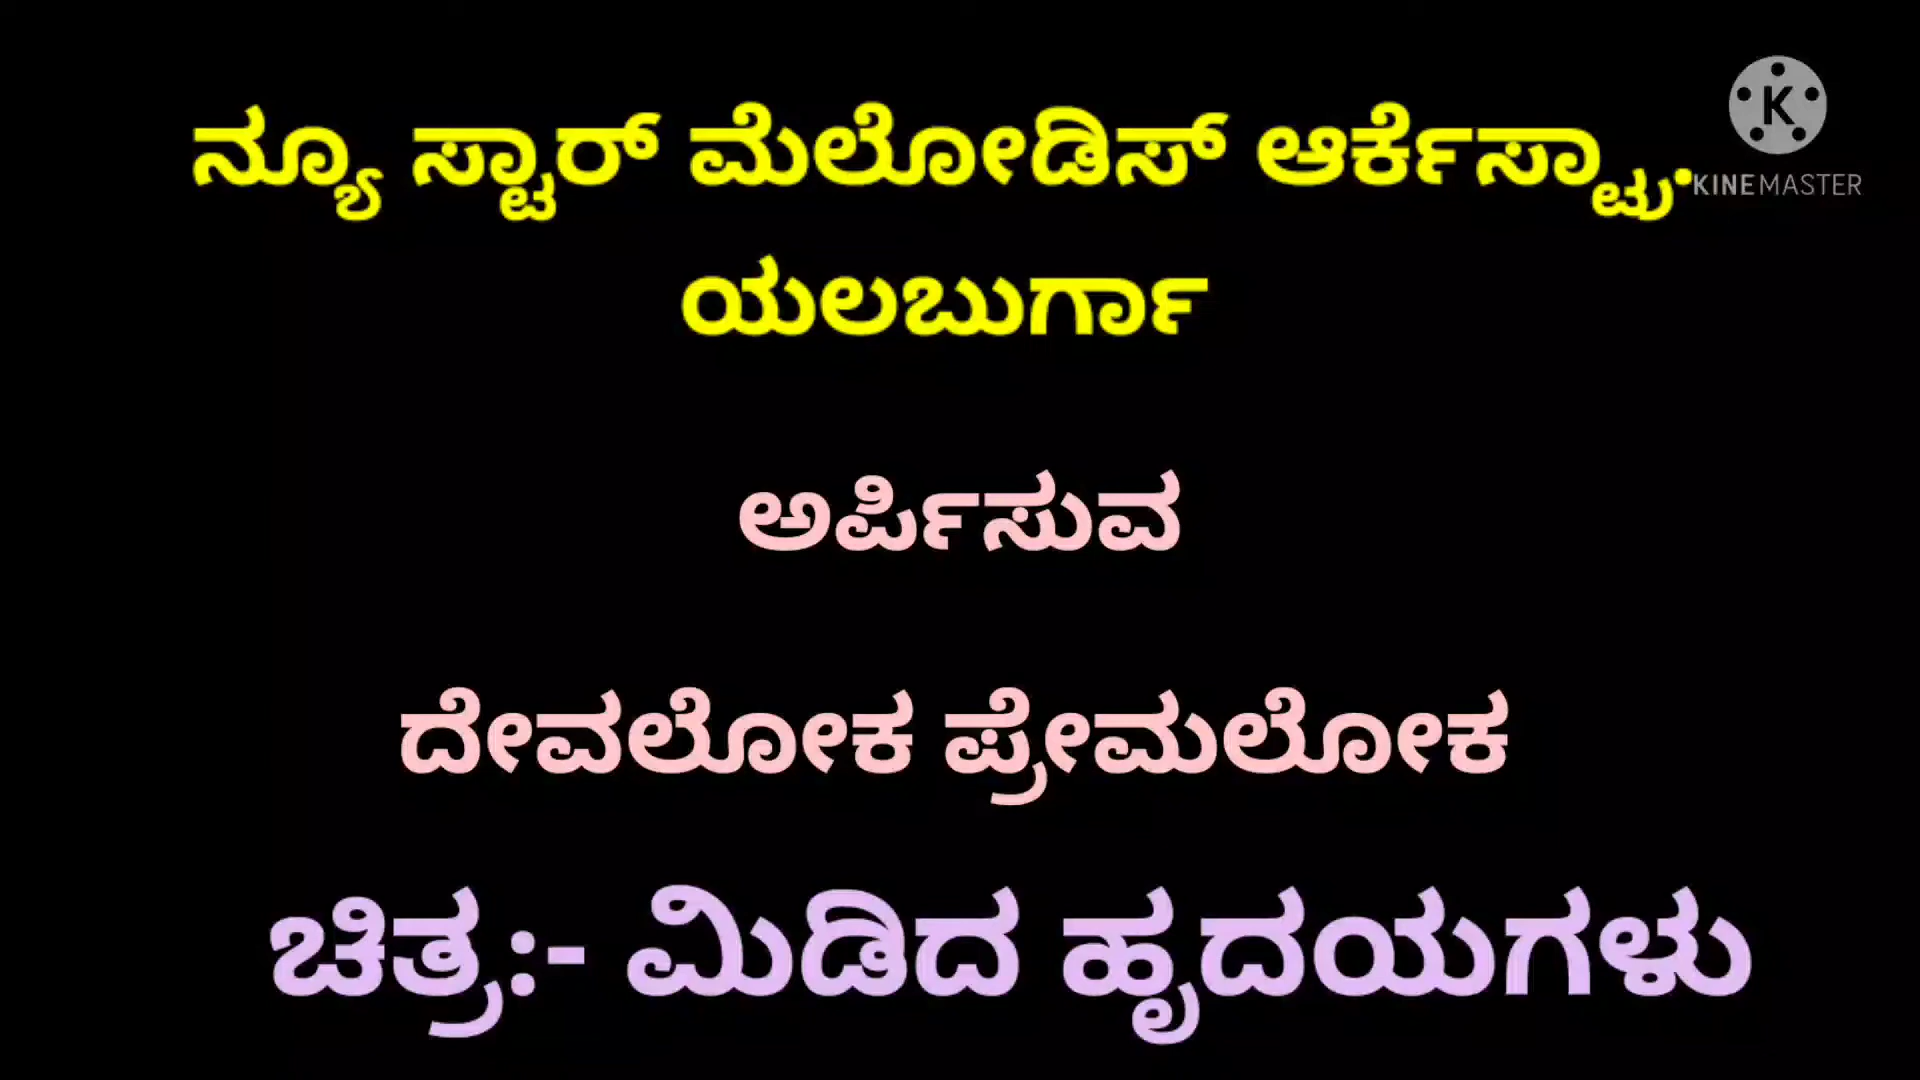 ನ್ಯೂ ಸ್ಟಾರ್ ಮೆಲೋಡಿಸ್ ಆರ್ಕೆಸ್ಟ್ರಾ.
ಯಲಬುರ್ಗಾ
ಅರ್ಪಿಸುವ
ದೇವಲೋಕ ಪ್ರೇಮಲೋಕ
ಚಿತ್ರ:- ಮಿಡಿದ ಹೃದಯಗಳು
K
KINEMASTER